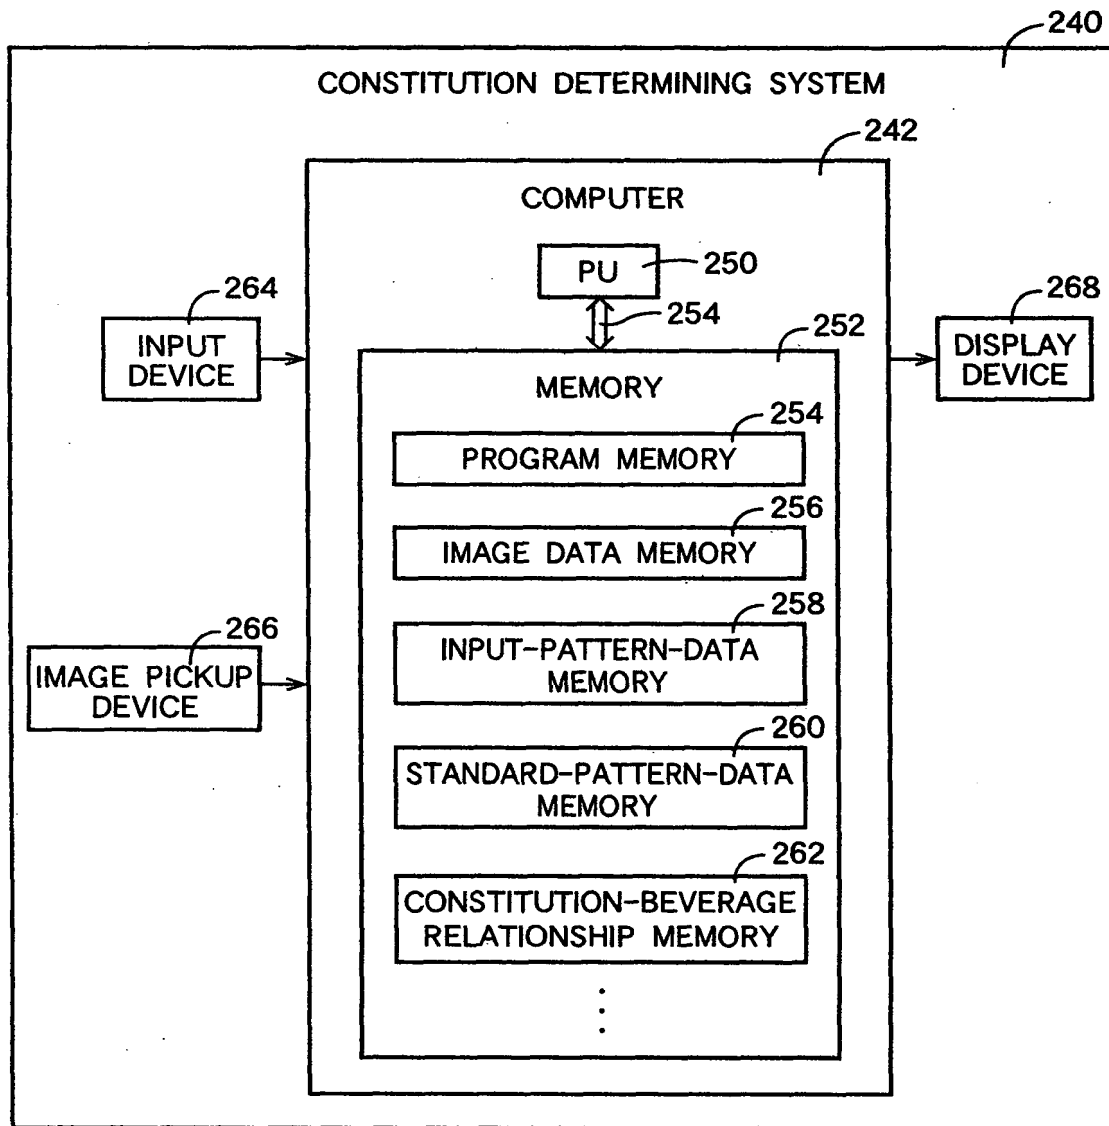 240
CONSTITUTION DETERMINING SYSTEM
242
COMPUTER
PU
250
254
264
INPUT
DEVICE
268
DISPLAY
DEVICE
252
MEMORY
254
PROGRAM MEMORY
256
IMAGE DATA MEMORY
258
INPUT-PATTERN-DATA
MEMORY
266
IMAGE PICKUP
DEVICE
260
STANDARD-PATTERN-DATA
MEMORY
262
CONSTITUTION-BEVERAGE
RELATIONSHIP MEMORY